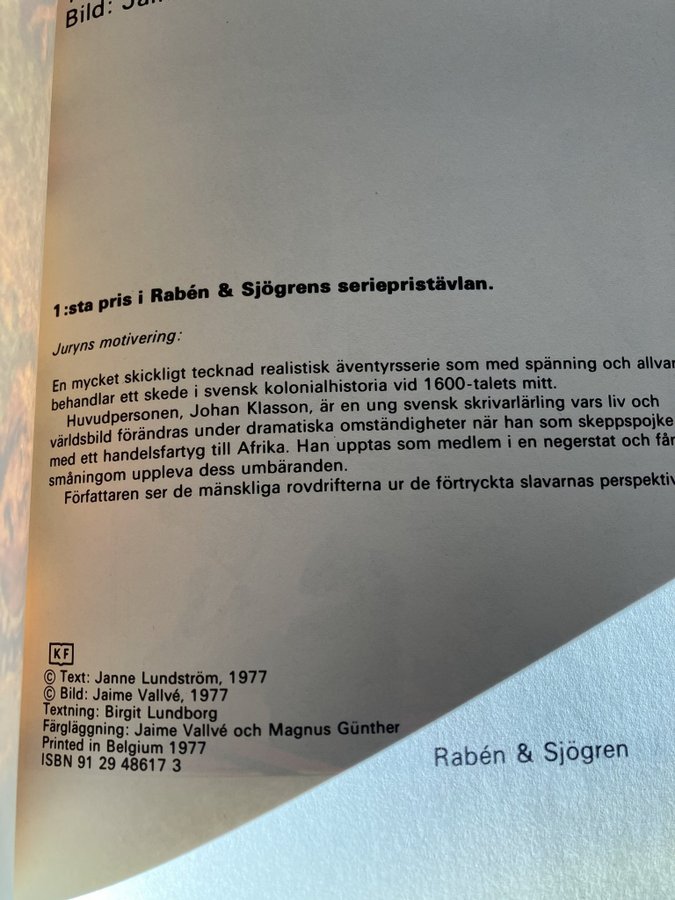 Bild:
1:sta pris i Rabén & Sjögrens seriepristävlan.
Juryns motivering:
En mycket skickligt tecknad realistisk äventyrsserie som med spänning och allvar
behandlar ett skede i svensk kolonialhistoria vid 1600-talets mitt.
Huvudpersonen, Johan Klasson, är en ung svensk skrivarlärling vars liv och
världsbild förändras under dramatiska omständigheter när han som skeppspojke
med ett handelsfartyg till Afrika. Han upptas som medlem i en negerstat och får
småningom uppleva dess umbäranden.
Författaren ser de mänskliga rovdrifterna ur de förtryckta slavarnas perspektiv
KF
© Text: Janne Lundström, 1977
© Bild: Jaime Vallvé, 1977
Textning: Birgit Lundborg
Färgläggning: Jaime Vallvé och Magnus Günther
Printed in Belgium 1977
ISBN 91 29 48617 3
Rabén & Sjögren